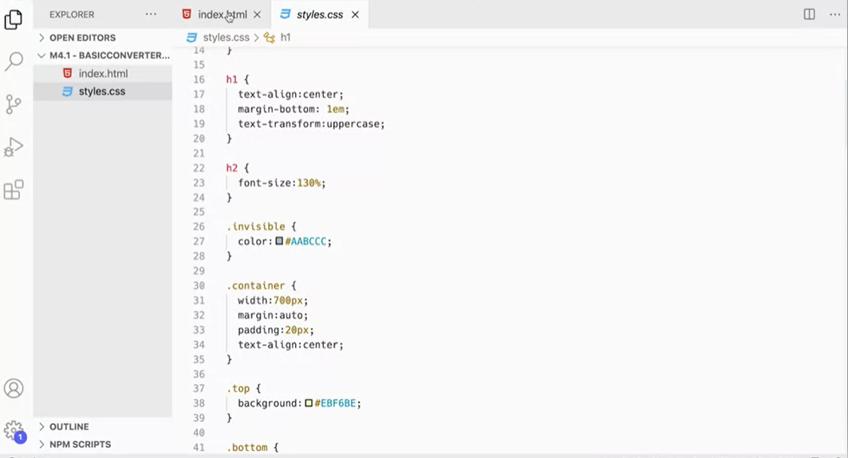 EXPLORER ··· index.html × styles.css × ···
OPEN EDITORS
M4.1 - BASICCONVERTER...
index.html
styles.css
OUTLINE
NPM SCRIPTS
1
styles.css > h1
14 }
15
16 h1 {
17 text-align:center;
18 margin-bottom: 1em;
19 text-transform:uppercase;
20 }
21
22 h2 {
23 font-size:130%;
24 }
25
26 .invisible {
27 color:#AABCCC;
28 }
29
30 .container {
31 width:700px;
32 margin:auto;
33 padding:20px;
34 text-align:center;
35 }
36
37 .top {
38 background:#EBF6BE;
39 }
40
41 .bottom {